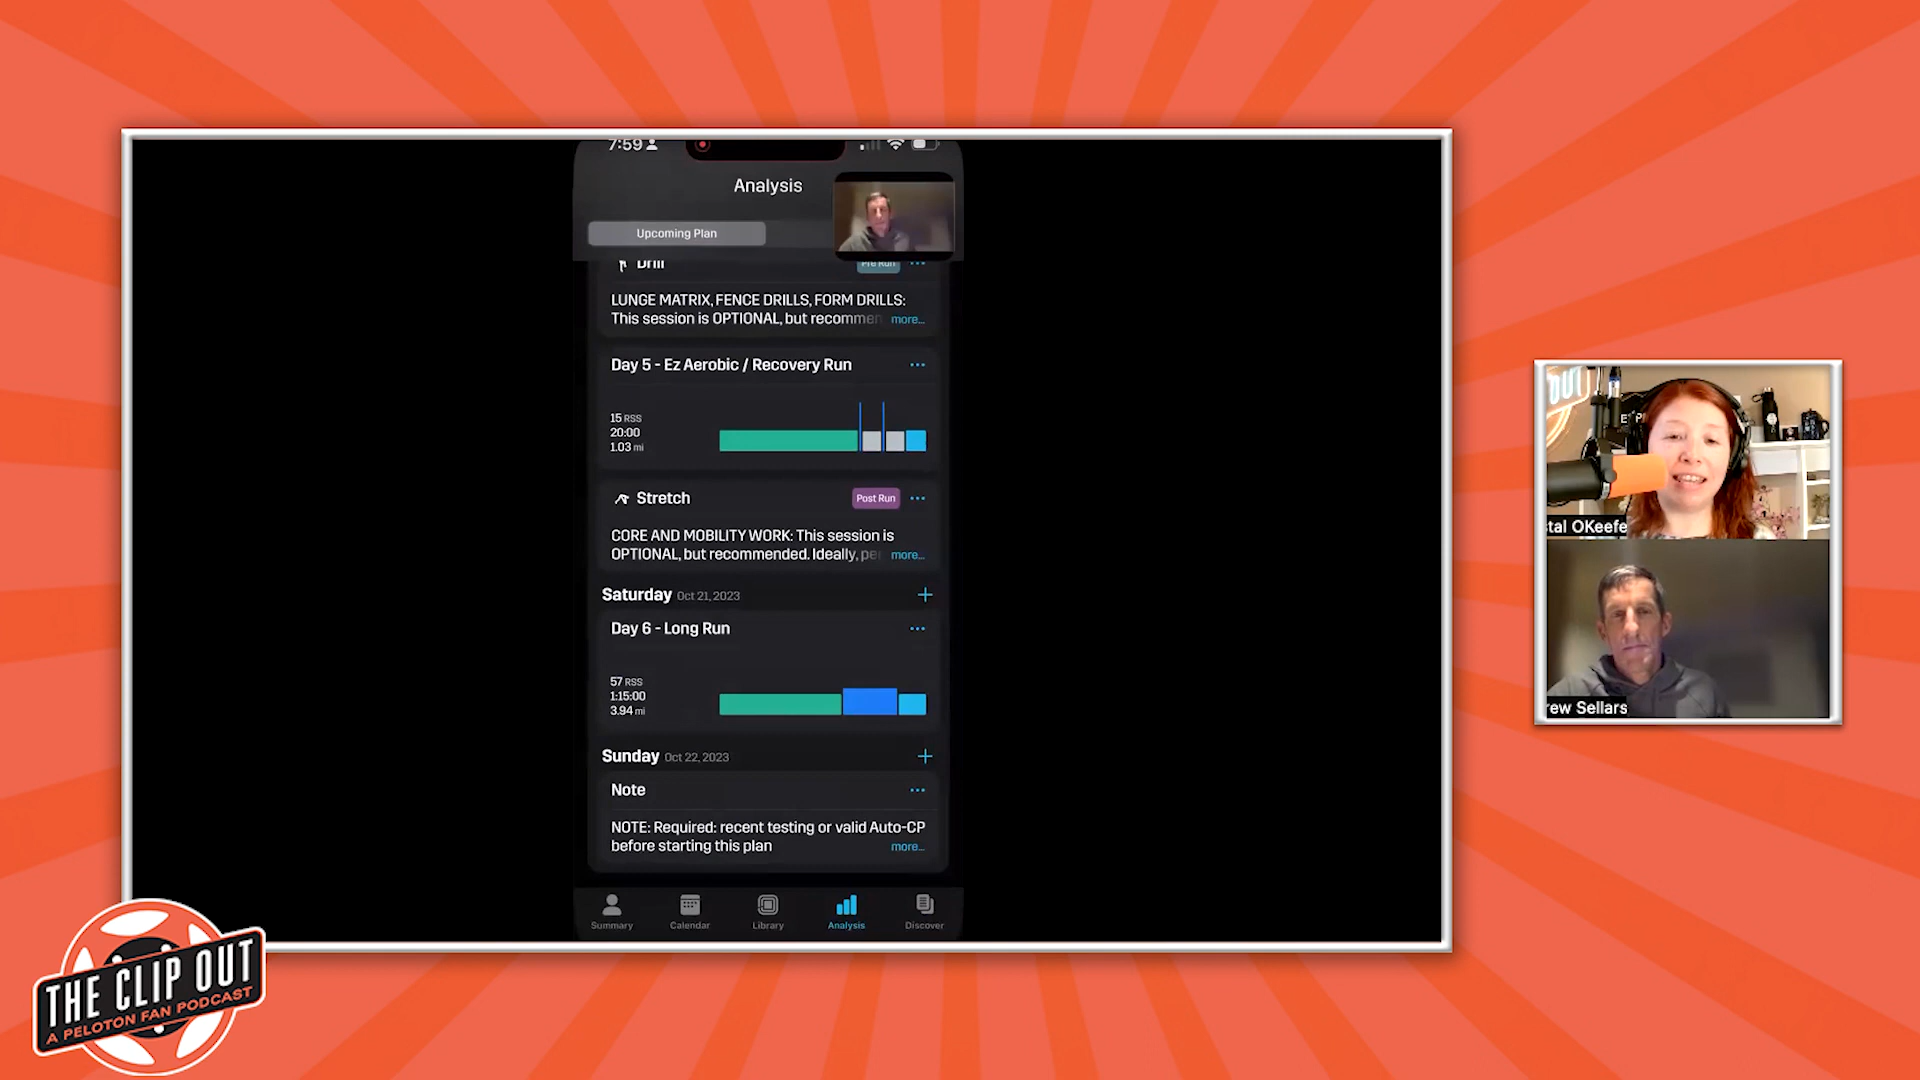 7:59
Analysis
Upcoming Plan
Drill
Pre Run
LUNGE MATRIX, FENCE DRILLS, FORM DRILLS:
This session is OPTIONAL, but recommen
more...
Day 5 - Ez Aerobic / Recovery Run
15 RSS
20:00
1.03 mi
Stretch
Post Run
CORE AND MOBILITY WORK: This session is
OPTIONAL, but recommended. Ideally, pe
more...
Saturday Oct 21, 2023
Day 6 - Long Run
57 RSS
1:15:00
3.94 mi
Sunday Oct 22, 2023
Note
NOTE: Required: recent testing or valid Auto-CP
before starting this plan
more...
Summary
Calendar
Library
Analysis
Discover
stal OKeefe
rew Sellars
THE CLIP OUT
A PELOTON FAN PODCAST